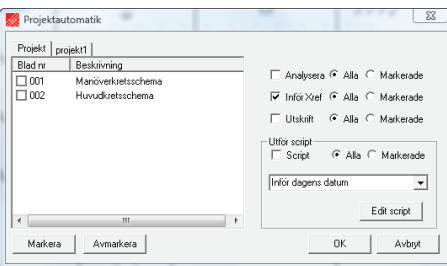 Projektautomatik
Projekt projekt1
Blad nr Beskrivning
001 Manöverkretsschema
002 Huvudkretsschema
Analysera Alla Markerade
Inför Xref Alla Markerade
Utskrift Alla Markerade
Utför script
Script Alla Markerade
Inför dagens datum
Edit script
Markera Avmarkera OK Avbryt